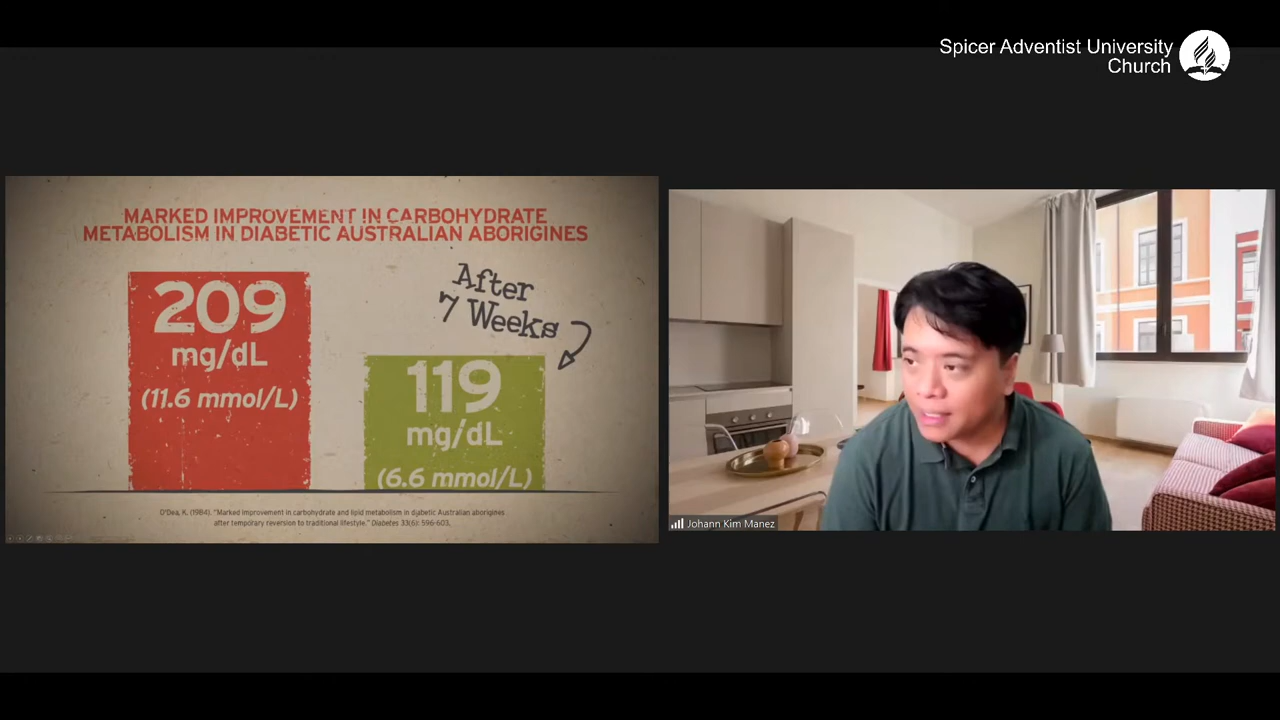 Spicer Adventist University
Church
MARKED IMPROVEMENT IN CARBOHYDRATE
METABOLISM IN DIABETIC AUSTRALIAN ABORIGINES
After
7 Weeks
209
mg/dL
(11.6 mmol/L)
119
mg/dL
(6.6 mmol/L)
O'Dea, K. (1984). "Marked improvement in carbohydrate and lipid metabolism in diabetic Australian aborigines
after temporary reversion to traditional lifestyle." Diabetes 33(6): 596-603.
Johann Kim Manez